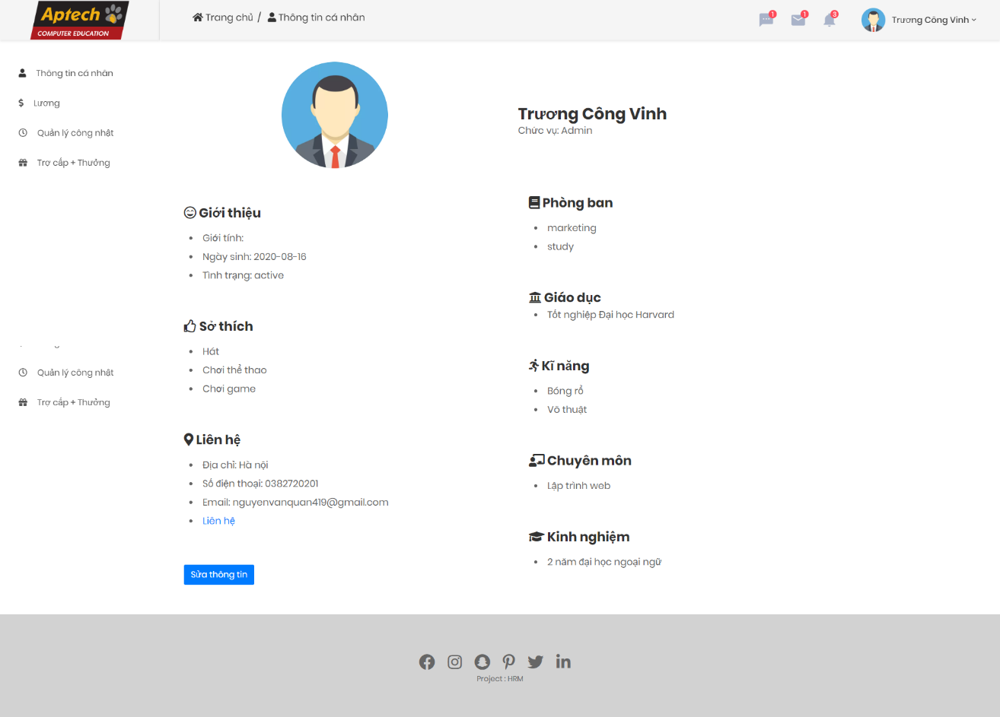 Aptech
COMPUTER EDUCATION
Trang chủ / Thông tin cá nhân
1
1
3
Trương Công Vinh
Thông tin cá nhân
Lương
Quản lý công nhật
Trợ cấp + Thưởng
Quản lý công nhật
Trợ cấp + Thưởng
Trương Công Vinh
Chức vụ: Admin
Giới thiệu
Giới tính:
Ngày sinh: 2020-08-16
Tình trạng: active
Sở thích
Hát
Chơi thể thao
Chơi game
Liên hệ
Địa chỉ: Hà nội
Số điện thoại: 0382720201
Email: nguyenvanquan419@gmail.com
Liên hệ
Sửa thông tin
Phòng ban
marketing
study
Giáo dục
Tốt nghiệp Đại học Harvard
Kĩ năng
Bóng rổ
Võ thuật
Chuyên môn
Lập trình web
Kinh nghiệm
2 năm đại học ngoại ngữ
Project : HRM